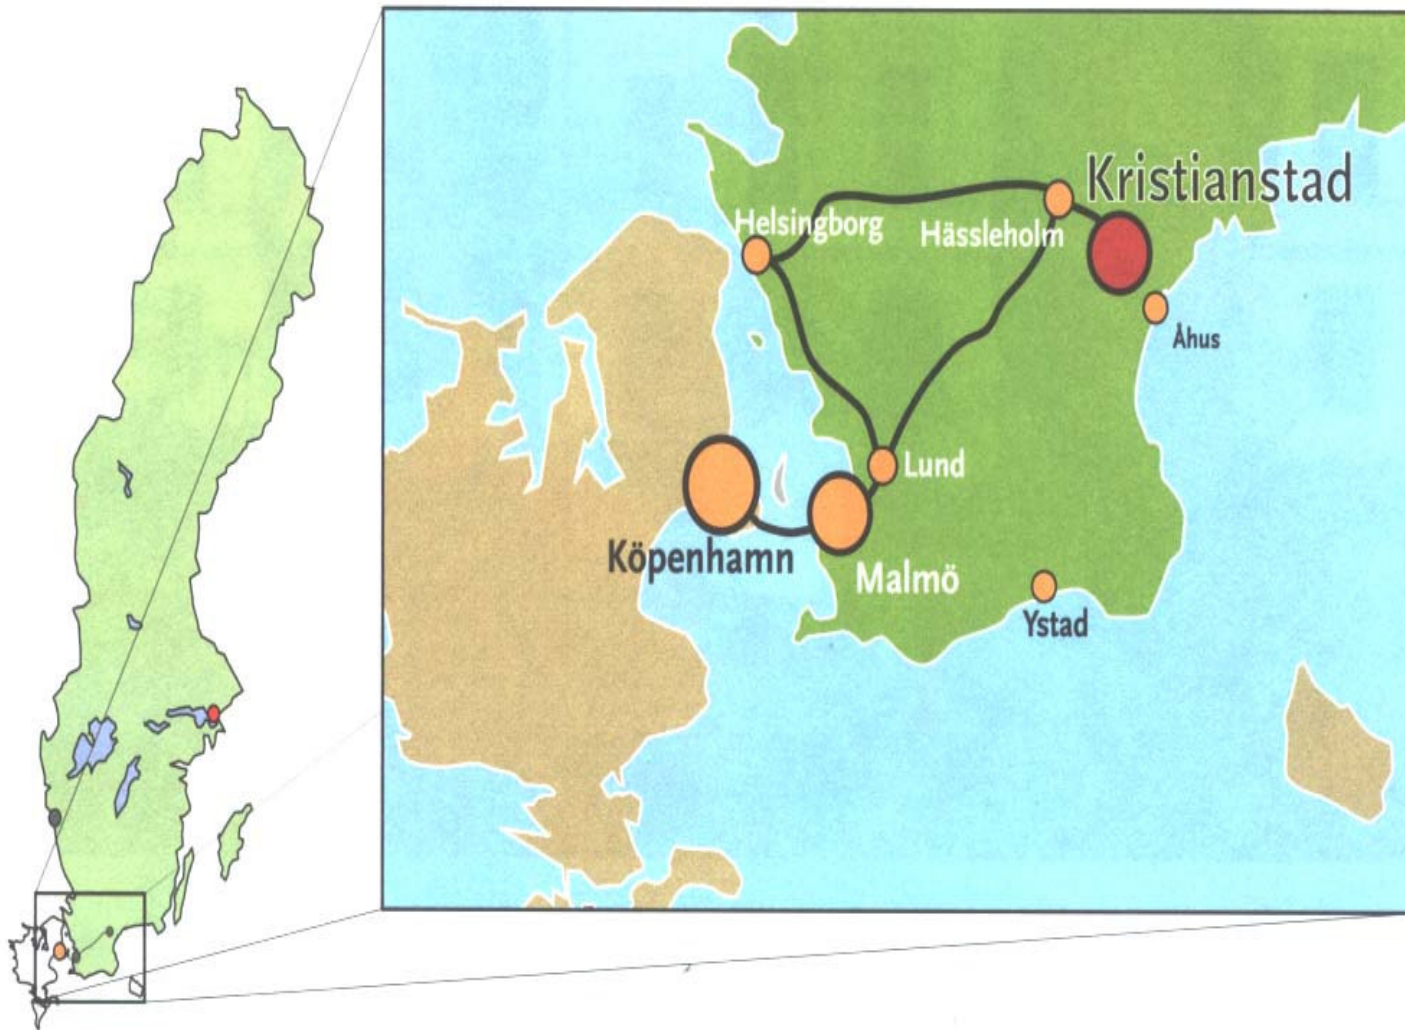 Kristianstad
Helsingborg
Hässleholm
Åhus
Lund
Köpenhamn
Malmö
Ystad